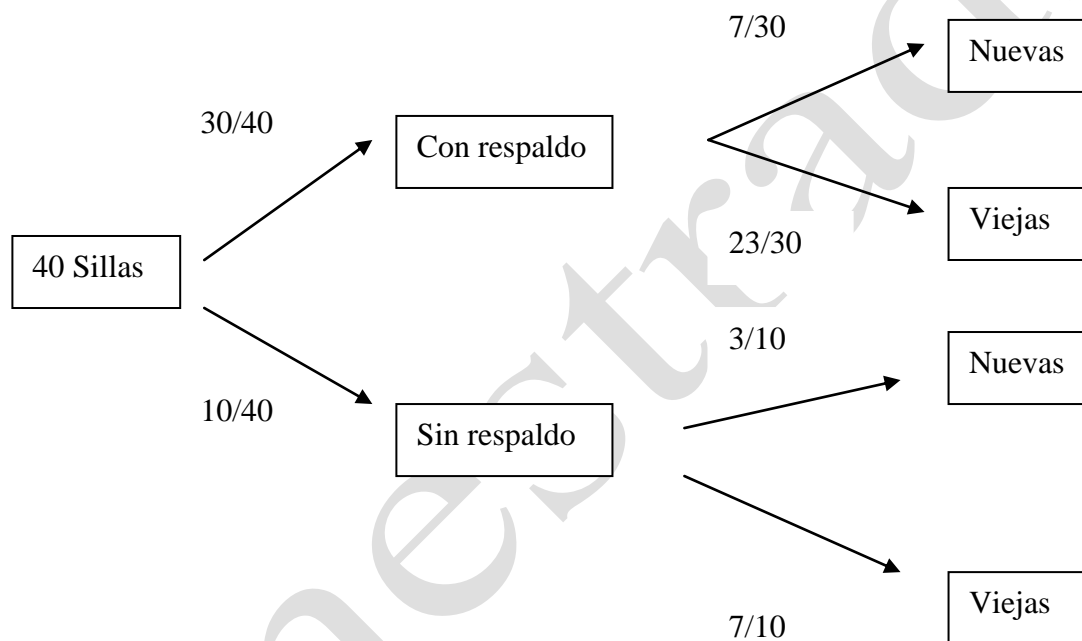 7/30
Nuevas
30/40
Con respaldo
Viejas
23/30
40 Sillas
3/10
Nuevas
10/40
Sin respaldo
Viejas
7/10